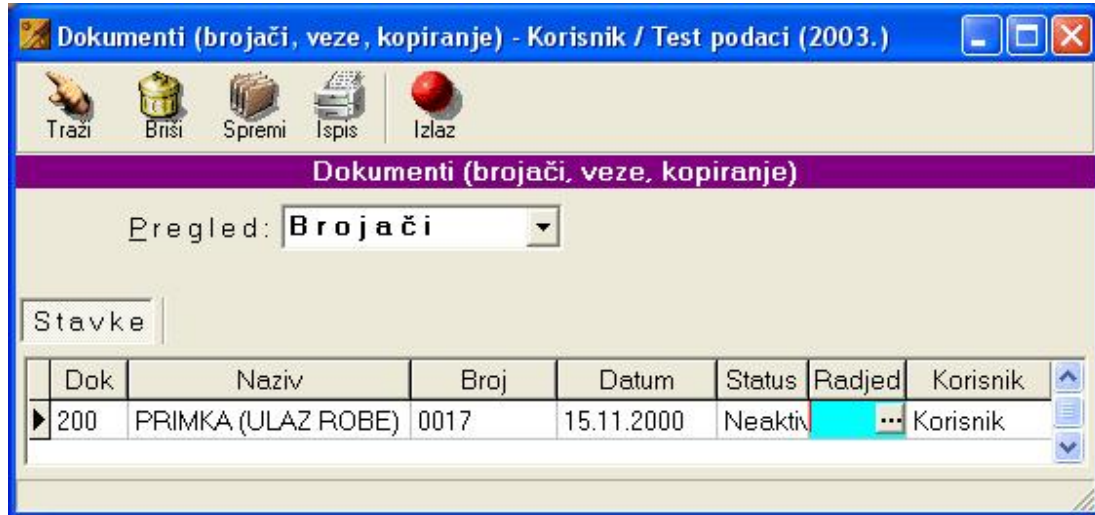 Dokumenti (brojači, veze, kopiranje) - Korisnik / Test podaci (2003.)
Traži Briši Spremi Ispis Izlaz
Dokumenti (brojači, veze, kopiranje)
Pregled: Brojači
Stavke
Dok Naziv Broj Datum Status Radjed Korisnik
200 PRIMKA (ULAZ ROBE) 0017 15.11.2000 Neaktiv ... Korisnik